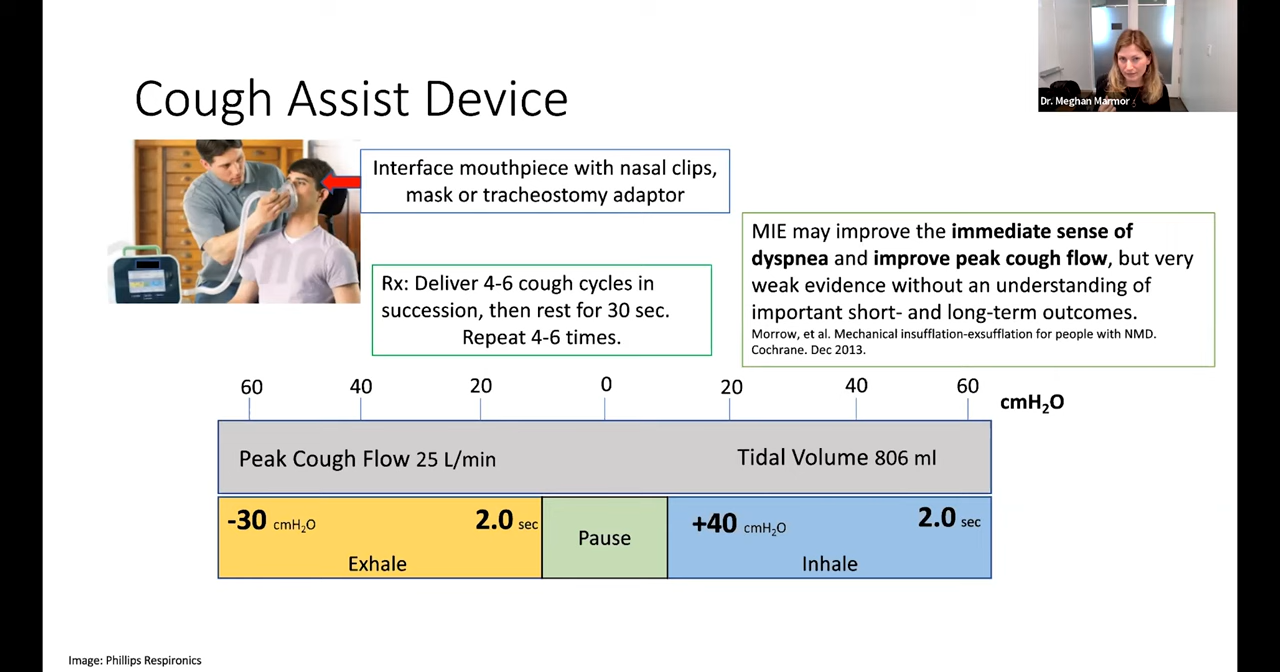 Cough Assist Device
Dr. Meghan Marmor
Interface mouthpiece with nasal clips,
mask or tracheostomy adaptor
Rx: Deliver 4-6 cough cycles in
succession, then rest for 30 sec.
Repeat 4-6 times.
MIE may improve the immediate sense of
dyspnea and improve peak cough flow, but very
weak evidence without an understanding of
important short- and long-term outcomes.
Morrow, et al. Mechanical insufflation-exsufflation for people with NMD.
Cochrane. Dec 2013.
60 40 20 0 20 40 60 cmH₂O
Peak Cough Flow 25 L/min Tidal Volume 806 ml
-30 cmH₂O 2.0 sec
Exhale
Pause
+40 cmH₂O 2.0 sec
Inhale
Image: Phillips Respironics